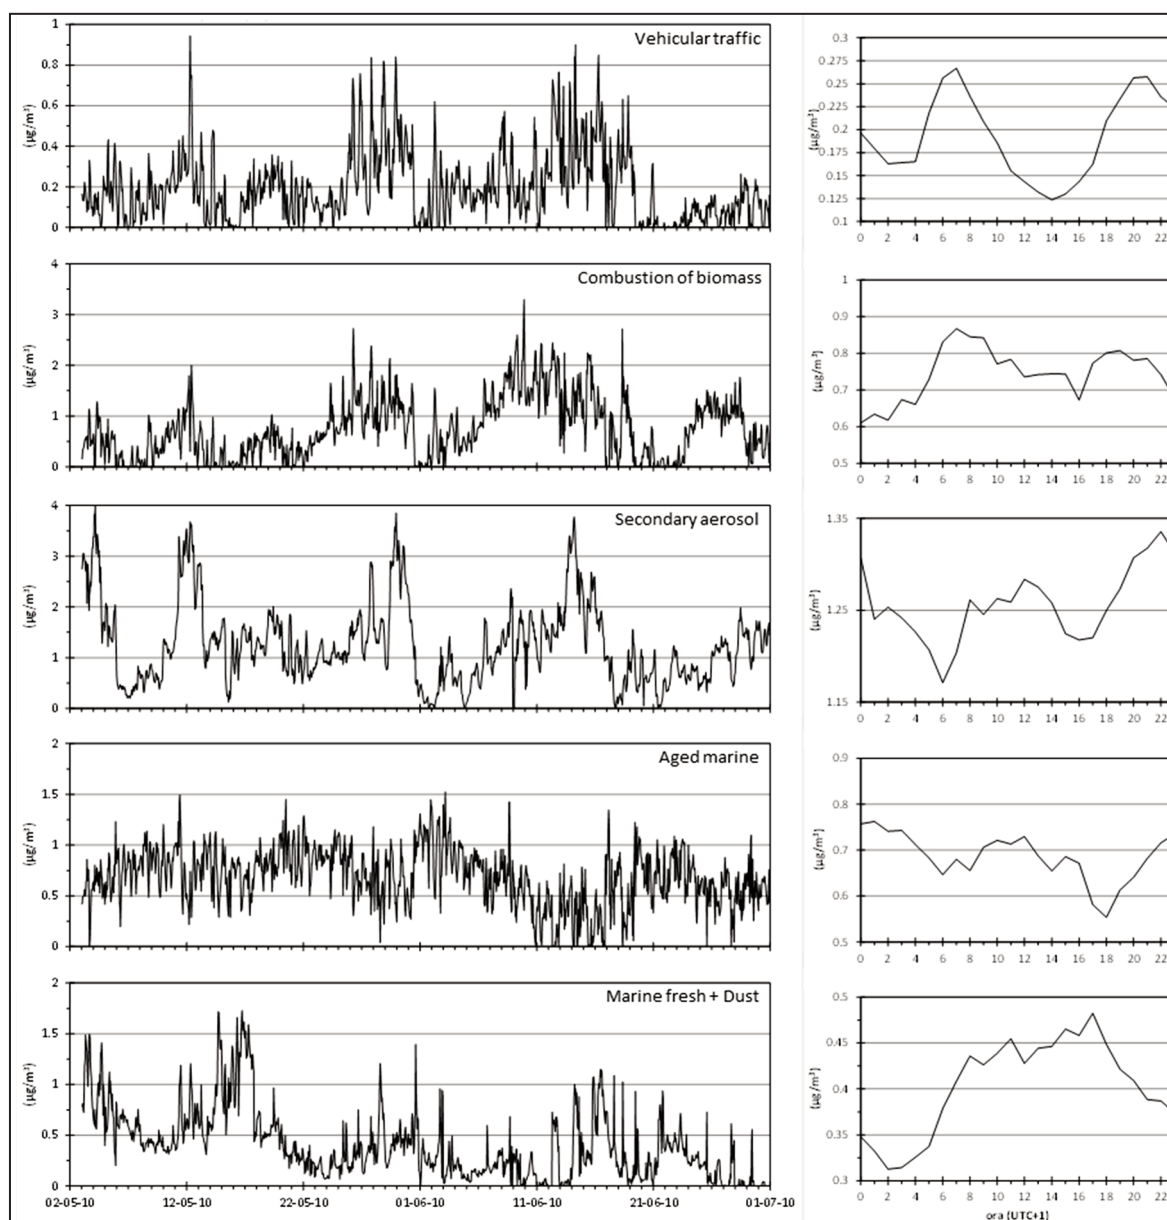 Vehicular traffic
(µg/m³)
1
0.8
0.6
0.4
0.2
0
(µg/m³)
0.3
0.275
0.25
0.225
0.2
0.175
0.15
0.125
0.1
0 2 4 6 8 10 12 14 16 18 20 22
Combustion of biomass
(µg/m³)
4
3
2
1
0
(µg/m³)
1
0.9
0.8
0.7
0.6
0.5
0 2 4 6 8 10 12 14 16 18 20 22
Secondary aerosol
(µg/m³)
4
3
2
1
0
(µg/m³)
1.35
1.25
1.15
0 2 4 6 8 10 12 14 16 18 20 22
Aged marine
(µg/m³)
2
1.5
1
0.5
0
(µg/m³)
0.9
0.8
0.7
0.6
0.5
0 2 4 6 8 10 12 14 16 18 20 22
Marine fresh + Dust
(µg/m³)
2
1.5
1
0.5
0
02-05-10 12-05-10 22-05-10 01-06-10 11-06-10 21-06-10 01-07-10
(µg/m³)
0.5
0.45
0.4
0.35
0.3
0 2 4 6 8 10 12 14 16 18 20 22
ora (UTC+1)